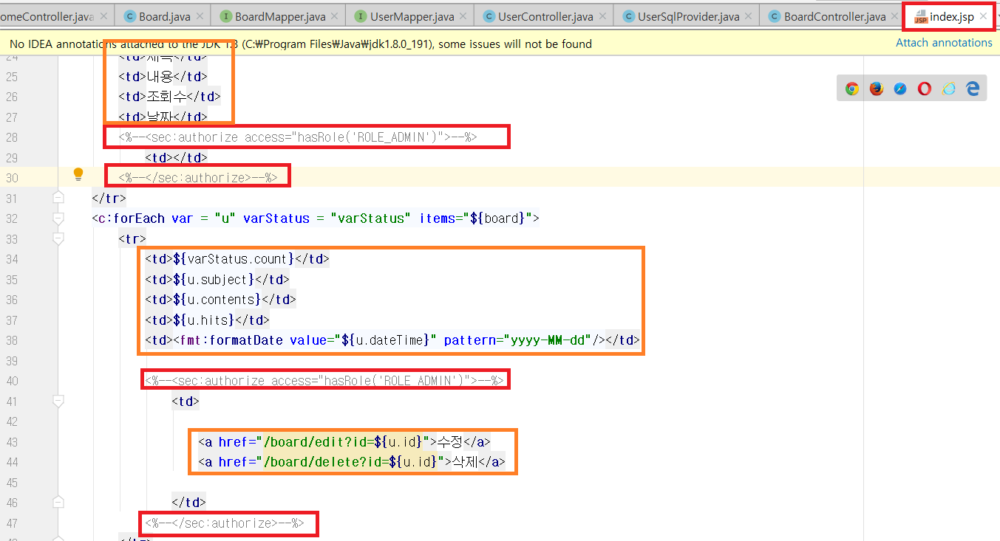 omeController.java × Board.java × BoardMapper.java × UserMapper.java × UserController.java × UserSqlProvider.java × BoardController.java × index.jsp ×
No IDEA annotations attached to the JDK 1.8 (C:₩Program Files₩Java₩jdk1.8.0_191), some issues will not be found Attach annotations
24 <td>제목</td>
25 <td>내용</td>
26 <td>조회수</td>
27 <td>날짜</td>
28 <%--<sec:authorize access="hasRole('ROLE_ADMIN')">--%>
29 <td></td>
30 <%--</sec:authorize>--%>
31 </tr>
32 <c:forEach var = "u" varStatus = "varStatus" items="${board}">
33 <tr>
34 <td>${varStatus.count}</td>
35 <td>${u.subject}</td>
36 <td>${u.contents}</td>
37 <td>${u.hits}</td>
38 <td><fmt:formatDate value="${u.dateTime}" pattern="yyyy-MM-dd"/></td>
39
40 <%--<sec:authorize access="hasRole('ROLE_ADMIN')">--%>
41 <td>
42
43 <a href="/board/edit?id=${u.id}">수정</a>
44 <a href="/board/delete?id=${u.id}">삭제</a>
45
46 </td>
47 <%--</sec:authorize>--%>